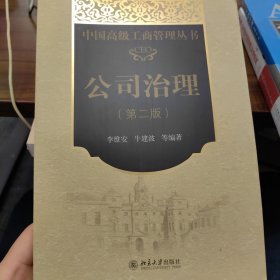 中国高级工商管理丛书
CEO
公司治理
（第二版）
李维安 牛建波 等编著
北京大学出版社